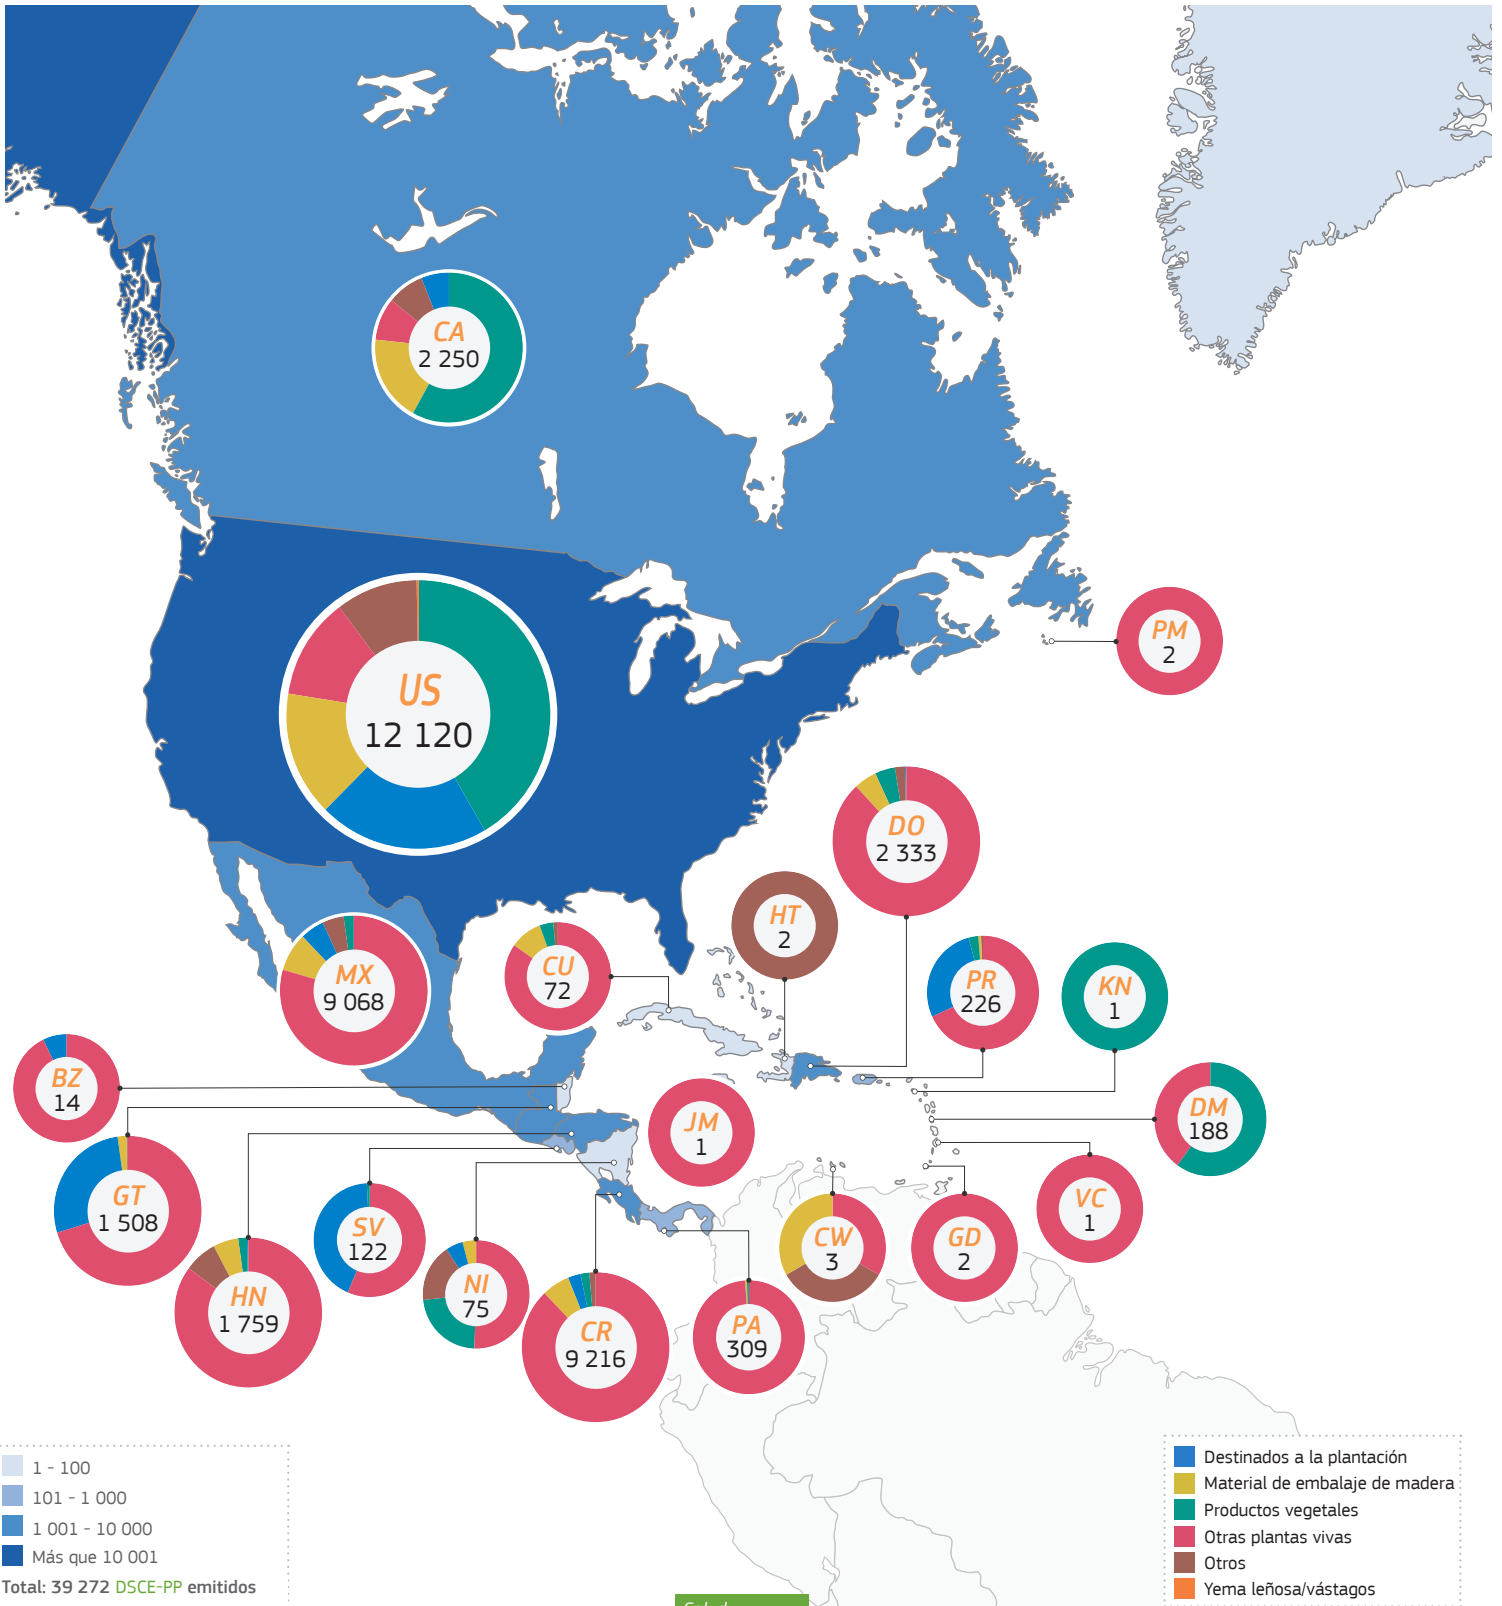 CA
2 250
US
12 120
PM
2
DO
2 333
HT
2
MX
9 068
CU
72
PR
226
KN
1
BZ
14
JM
1
DM
188
GT
1 508
SV
122
VC
1
HN
1 759
NI
75
CR
9 216
PA
309
CW
3
GD
2
1 - 100
101 - 1 000
1 001 - 10 000
Más que 10 001
Total: 39 272 DSCE-PP emitidos
Destinados a la plantación
Material de embalaje de madera
Productos vegetales
Otras plantas vivas
Otros
Yema leñosa/vástagos